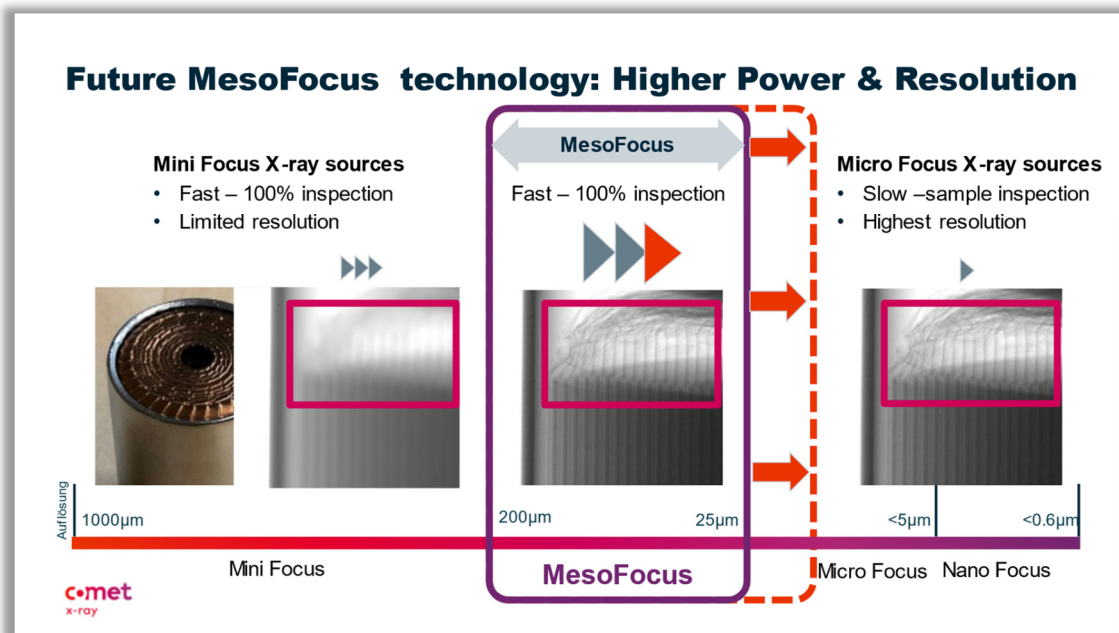 Future MesoFocus technology: Higher Power & Resolution
Mini Focus X-ray sources
• Fast – 100% inspection
• Limited resolution
MesoFocus
Fast – 100% inspection
Micro Focus X-ray sources
• Slow –sample inspection
• Highest resolution
Auflösung
1000µm
200µm
25µm
<5µm
<0.6µm
Mini Focus
MesoFocus
Micro Focus
Nano Focus
comet
x-ray